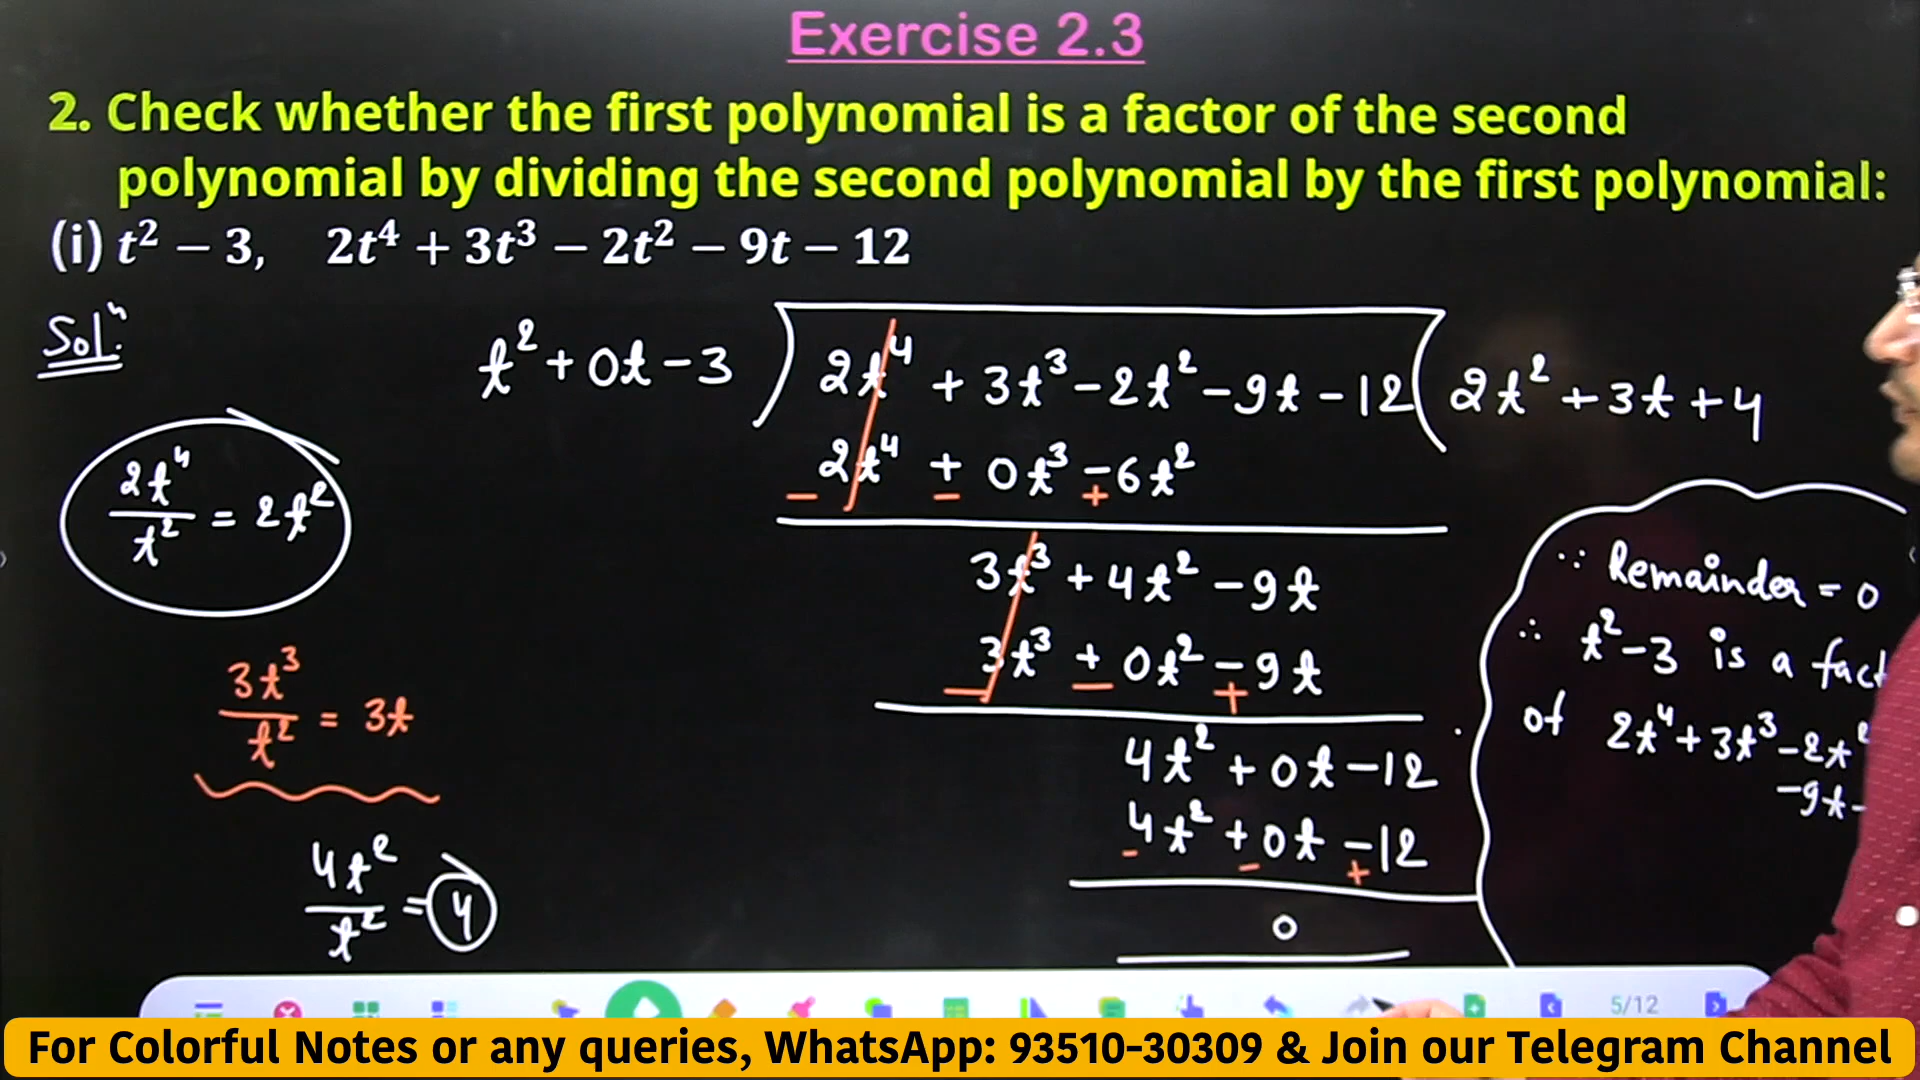 Exercise 2.3
2. Check whether the first polynomial is a factor of the second
polynomial by dividing the second polynomial by the first polynomial:
(i) t² − 3, 2t⁴ + 3t³ − 2t² − 9t − 12
Solⁿ:
t² + 0t − 3 ) 2t⁴ + 3t³ − 2t² − 9t − 12 ( 2t² + 3t + 4
2t⁴ + 0t³ − 6t²
− − +
2t⁴/t² = 2t²
3t³ + 4t² − 9t
3t³ + 0t² − 9t
− − +
3t³/t² = 3t
4t² + 0t − 12
4t² + 0t − 12
− − +
4t²/t² = 4
0
∵ Remainder = 0
∴ t² − 3 is a fact
of 2t⁴ + 3t³ − 2t²
− 9t −
5/12
For Colorful Notes or any queries, WhatsApp: 93510-30309 & Join our Telegram Channel